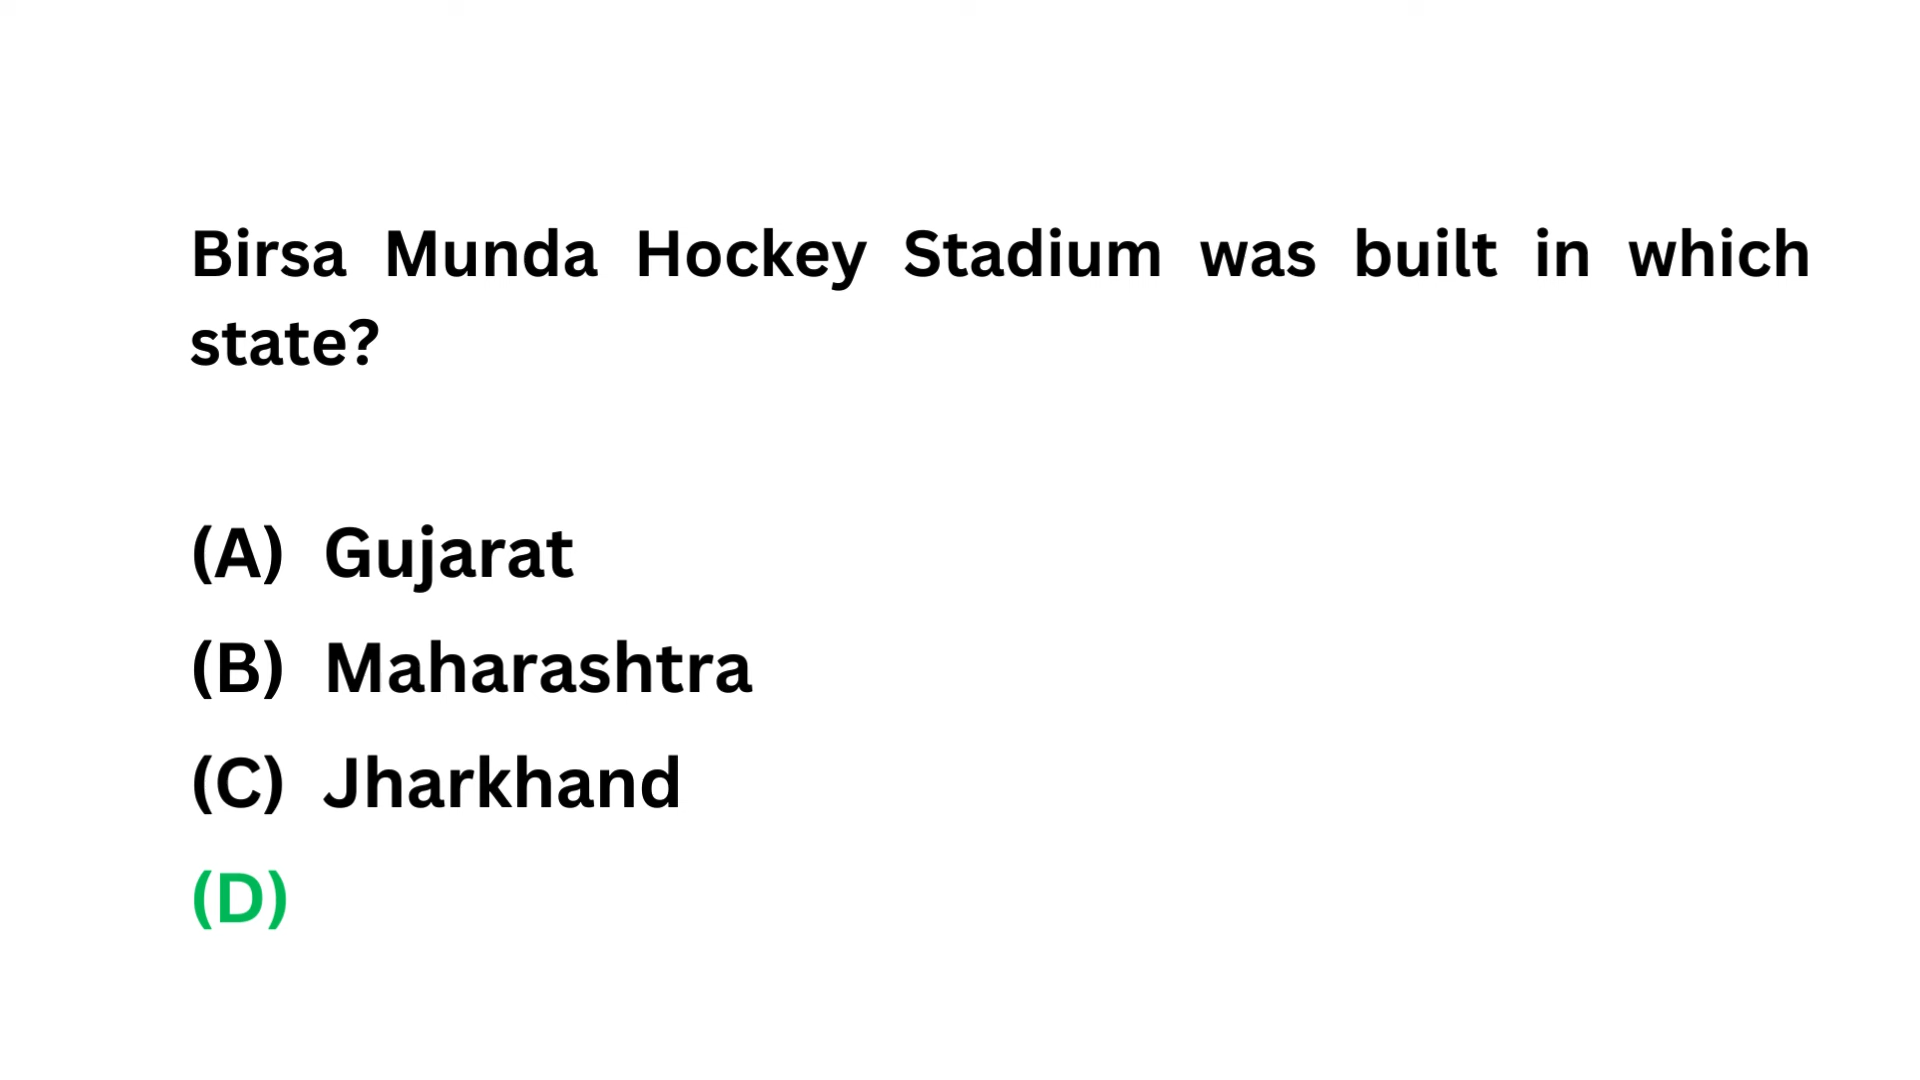 Birsa Munda Hockey Stadium was built in which
state?
(A) Gujarat
(B) Maharashtra
(C) Jharkhand
(D)